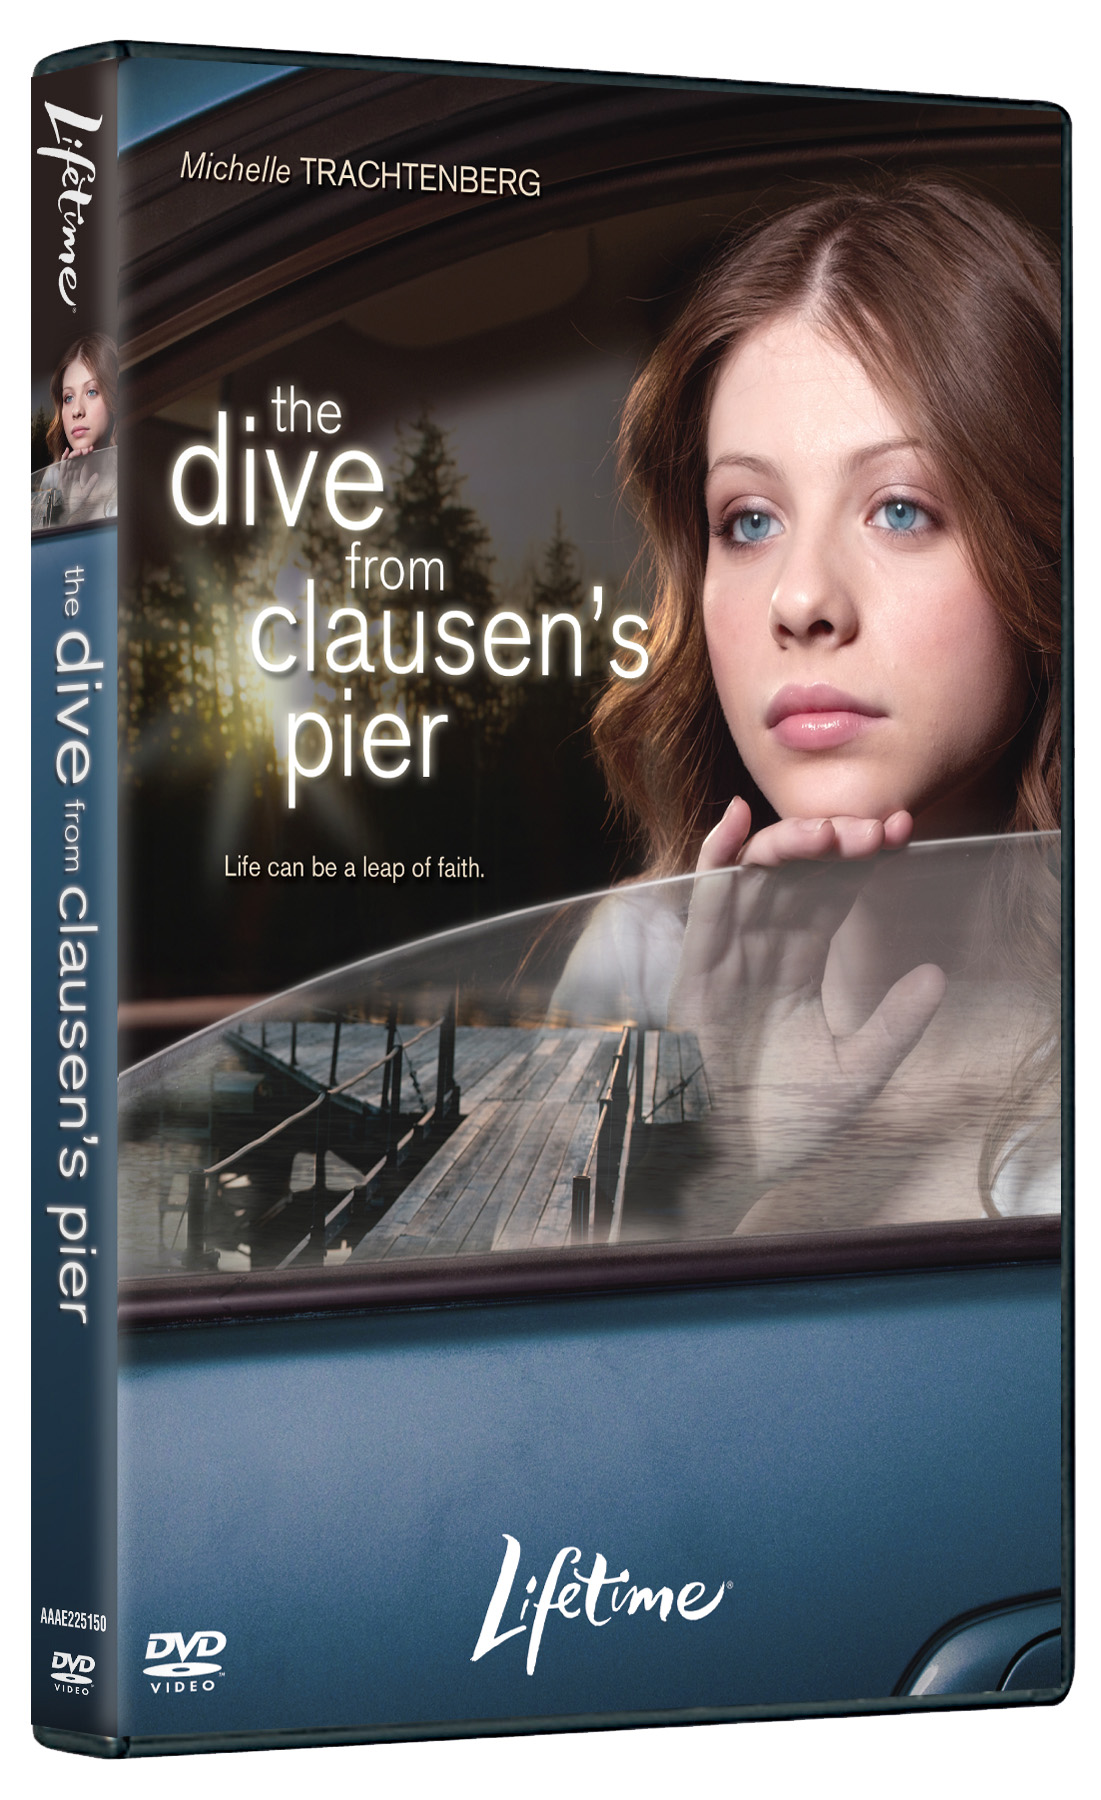 Lifetime®
the dive from clausen's pier
AAAE225150
DVD
VIDEO
Michelle TRACHTENBERG
the
dive
from
clausen's
pier
Life can be a leap of faith.
Lifetime®
DVD™
VIDEO